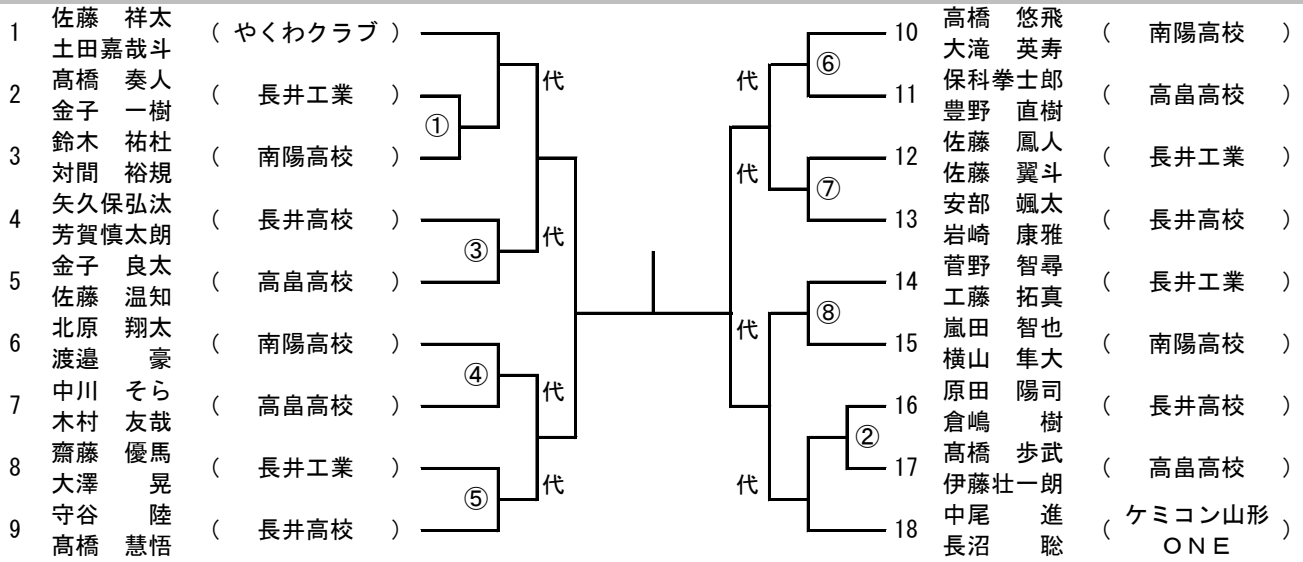 1 佐藤　祥太 土田嘉哉斗 （ やくわクラブ ）
2 髙橋　奏人 金子　一樹 （ 長井工業 ）
3 鈴木　祐杜 対間　裕規 （ 南陽高校 ）
4 矢久保弘汰 芳賀慎太朗 （ 長井高校 ）
5 金子　良太 佐藤　温知 （ 高畠高校 ）
6 北原　翔太 渡邉　豪 （ 南陽高校 ）
7 中川　そら 木村　友哉 （ 高畠高校 ）
8 齋藤　優馬 大澤　晃 （ 長井工業 ）
9 守谷　陸 髙橋　慧悟 （ 長井高校 ）
①
③
④
⑤
代
代
代
代
代
代
代
代
⑥
⑦
⑧
②
10 高橋　悠飛 大滝　英寿 （ 南陽高校 ）
11 保科拳士郎 豊野　直樹 （ 高畠高校 ）
12 佐藤　鳳人 佐藤　翼斗 （ 長井工業 ）
13 安部　颯太 岩崎　康雅 （ 長井高校 ）
14 菅野　智尋 工藤　拓真 （ 長井工業 ）
15 嵐田　智也 横山　隼大 （ 南陽高校 ）
16 原田　陽司 倉嶋　樹 （ 長井高校 ）
17 髙橋　歩武 伊藤壮一朗 （ 高畠高校 ）
18 中尾　進 長沼　聡 （ ケミコン山形 ＯＮＥ ）